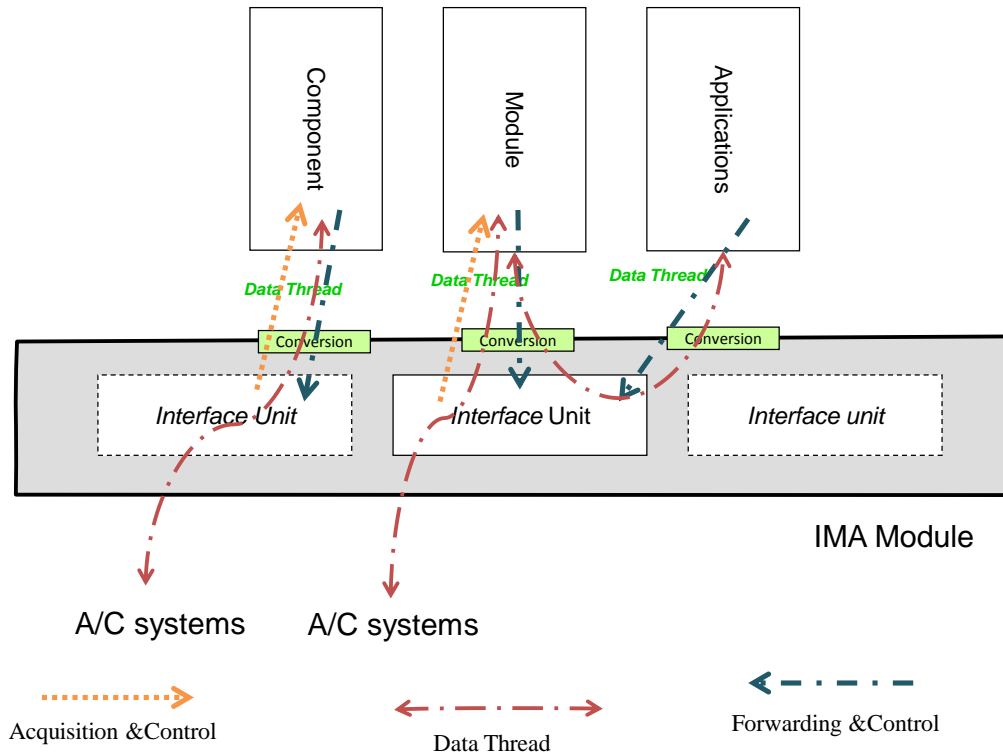 Component
Module
Applications
Data Thread
Data Thread
Data Thread
Conversion
Conversion
Conversion
Interface Unit
Interface Unit
Interface unit
IMA Module
A/C systems
A/C systems
Acquisition &Control
Data Thread
Forwarding &Control